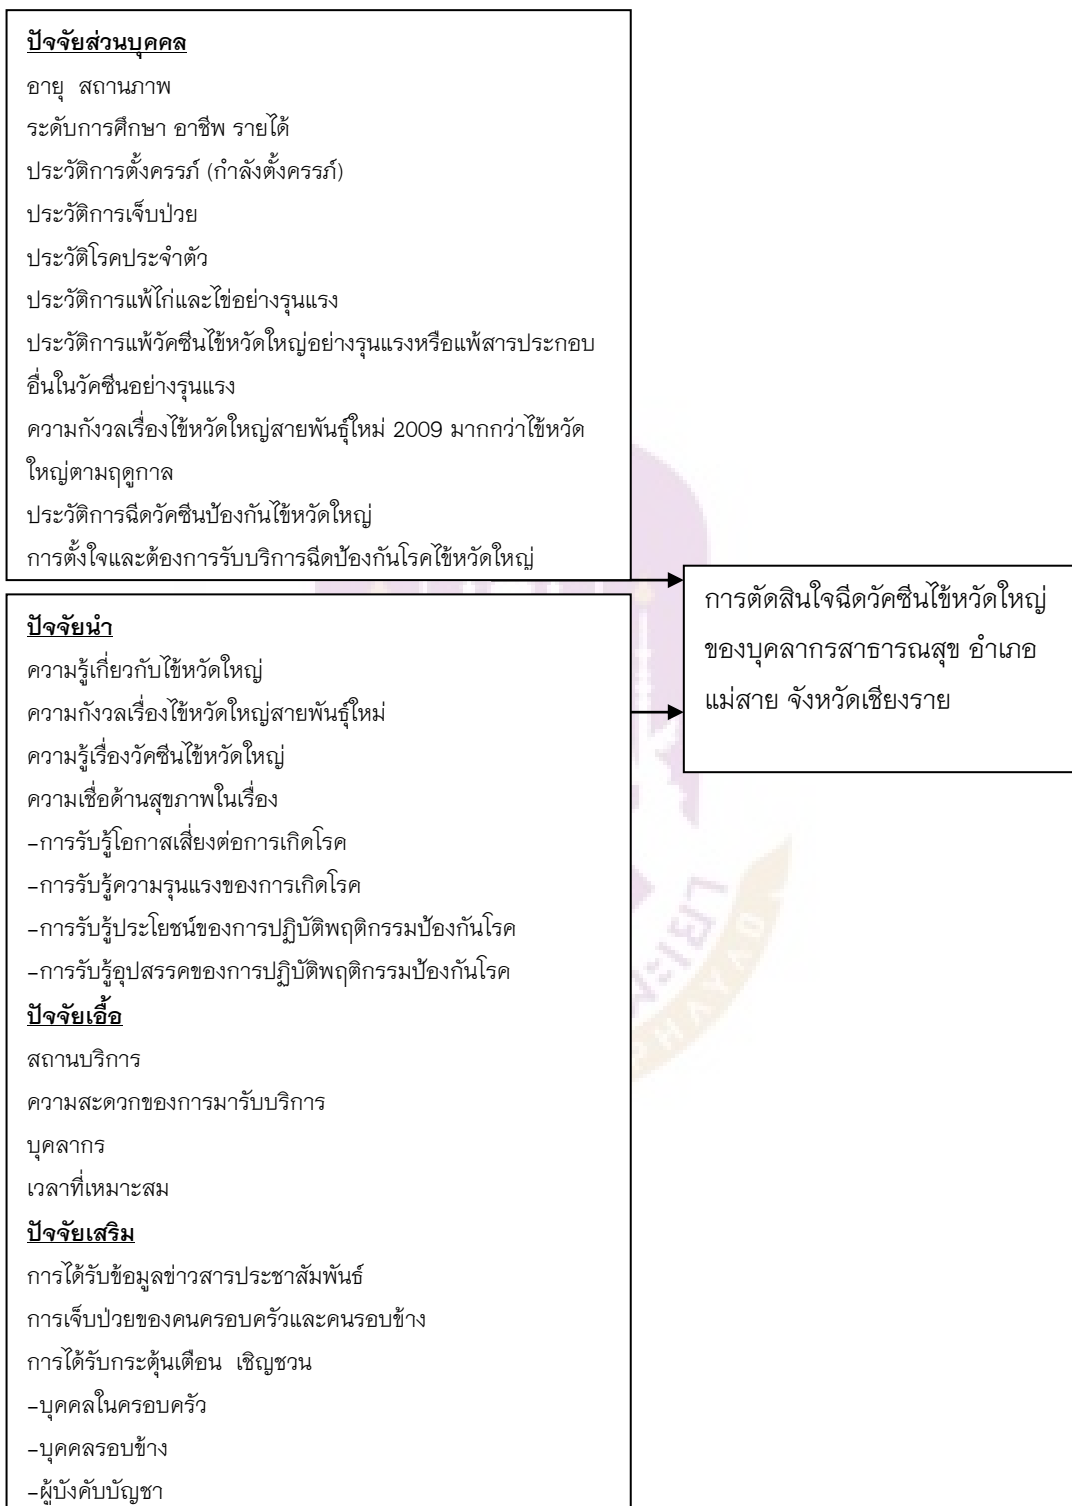 ปัจจัยส่วนบุคคล
อายุ  สถานภาพ
ระดับการศึกษา อาชีพ รายได้
ประวัติการตั้งครรภ์ (กำลังตั้งครรภ์)
ประวัติการเจ็บป่วย
ประวัติโรคประจำตัว
ประวัติการแพ้ไก่และไข่อย่างรุนแรง
ประวัติการแพ้วัคซีนไข้หวัดใหญ่อย่างรุนแรงหรือแพ้สารประกอบ
อื่นในวัคซีนอย่างรุนแรง
ความกังวลเรื่องไข้หวัดใหญ่สายพันธุ์ใหม่ 2009 มากกว่าไข้หวัด
ใหญ่ตามฤดูกาล
ประวัติการฉีดวัคซีนป้องกันไข้หวัดใหญ่
การตั้งใจและต้องการรับบริการฉีดป้องกันโรคไข้หวัดใหญ่
การตัดสินใจฉีดวัคซีนไข้หวัดใหญ่
ของบุคลากรสาธารณสุข อำเภอ
แม่สาย จังหวัดเชียงราย
ปัจจัยนำ
ความรู้เกี่ยวกับไข้หวัดใหญ่
ความกังวลเรื่องไข้หวัดใหญ่สายพันธุ์ใหม่
ความรู้เรื่องวัคซีนไข้หวัดใหญ่
ความเชื่อด้านสุขภาพในเรื่อง
-การรับรู้โอกาสเสี่ยงต่อการเกิดโรค
-การรับรู้ความรุนแรงของการเกิดโรค
-การรับรู้ประโยชน์ของการปฏิบัติพฤติกรรมป้องกันโรค
-การรับรู้อุปสรรคของการปฏิบัติพฤติกรรมป้องกันโรค
ปัจจัยเอื้อ
สถานบริการ
ความสะดวกของการมารับบริการ
บุคลากร
เวลาที่เหมาะสม
ปัจจัยเสริม
การได้รับข้อมูลข่าวสารประชาสัมพันธ์
การเจ็บป่วยของคนครอบครัวและคนรอบข้าง
การได้รับกระตุ้นเตือน  เชิญชวน
-บุคคลในครอบครัว
-บุคคลรอบข้าง
-ผู้บังคับบัญชา